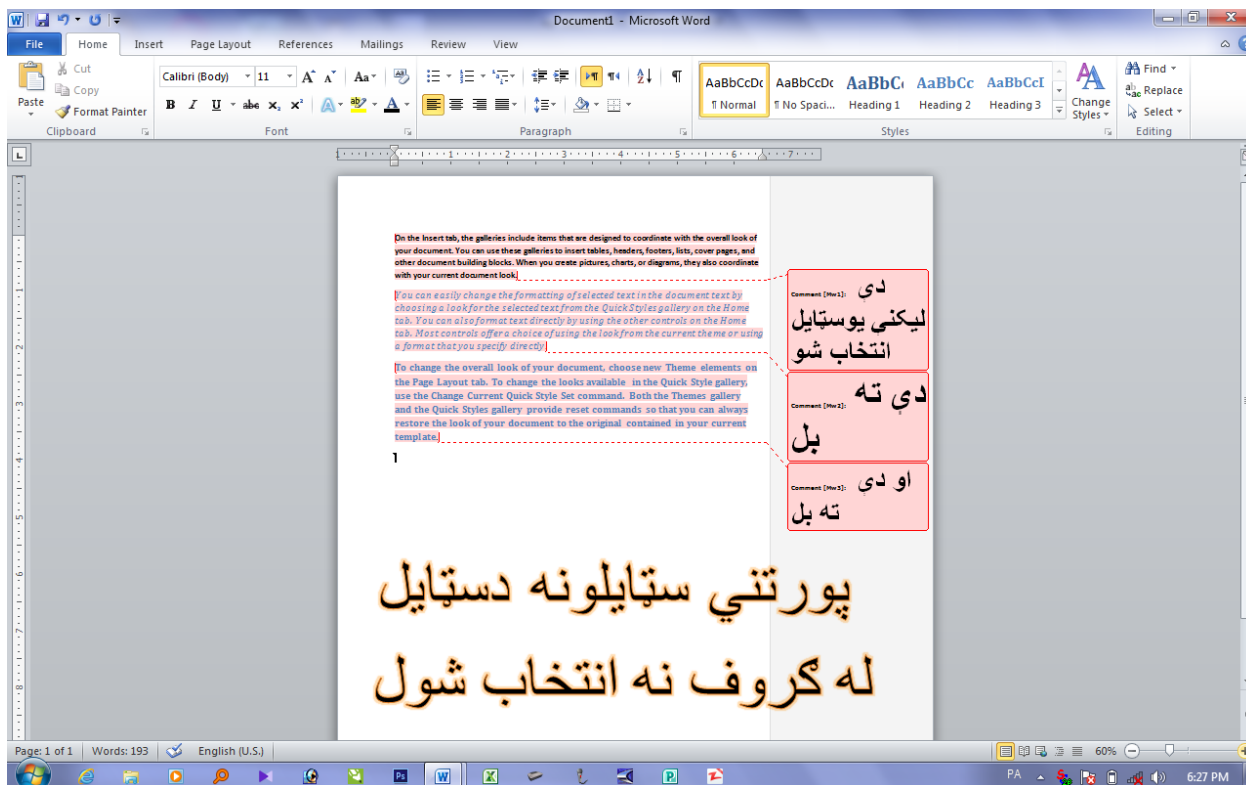 Document1 - Microsoft Word
File Home Insert Page Layout References Mailings Review View
Cut
Copy
Format Painter
Paste
Clipboard
Calibri (Body) 11
Font
Paragraph
AaBbCcDc AaBbCcDc AaBbC AaBbCc AaBbCcI
¶ Normal ¶ No Spaci... Heading 1 Heading 2 Heading 3
Change Styles
Styles
Find
Replace
Select
Editing
On the Insert tab, the galleries include items that are designed to coordinate with the overall look of
your document. You can use these galleries to insert tables, headers, footers, lists, cover pages, and
other document building blocks. When you create pictures, charts, or diagrams, they also coordinate
with your current document look.
You can easily change the formatting of selected text in the document text by
choosing a look for the selected text from the Quick Styles gallery on the Home
tab. You can also format text directly by using the other controls on the Home
tab. Most controls offer a choice of using the look from the current theme or using
a format that you specify directly.
To change the overall look of your document, choose new Theme elements on
the Page Layout tab. To change the looks available in the Quick Style gallery,
use the Change Current Quick Style Set command. Both the Themes gallery
and the Quick Styles gallery provide reset commands so that you can always
restore the look of your document to the original contained in your current
template.
1
Comment [Mw1]: دې
ليکنې يوسټايل
انتخاب شو
Comment [Mw2]: دې ته
بل
Comment [Mw3]: او دې
ته بل
پورتنې سټايلونه دسټايل
له ګروف نه انتخاب شول
Page: 1 of 1 Words: 193 English (U.S.) 60%
PA 6:27 PM